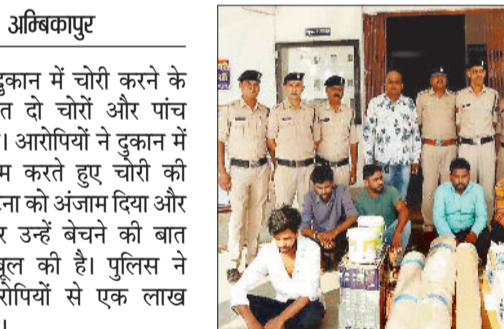 अम्बिकापुर
दुकान में चोरी करने के
दो चोरों और पांच
। आरोपियों ने दुकान में
करते हुए चोरी की
को अंजाम दिया और
उन्हें बेचने की बात
की है। पुलिस ने
से एक लाख